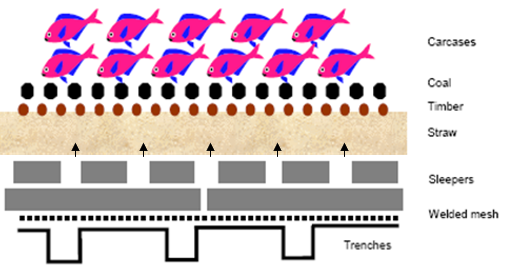 Carcases
Coal
Timber
Straw
Sleepers
Welded mesh
Trenches